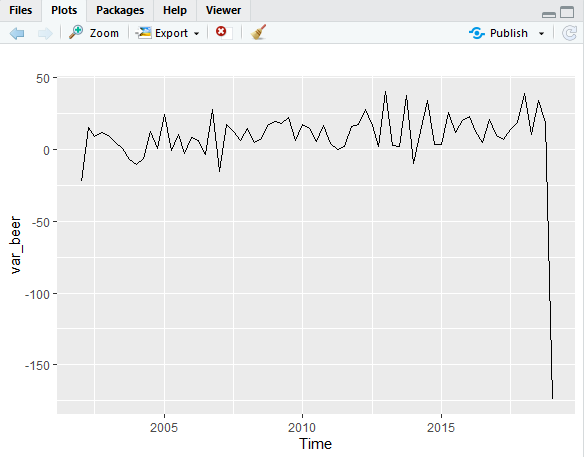 Files Plots Packages Help Viewer
Zoom Export Publish
50
0
-50
-100
-150
var_beer
2005 2010 2015
Time